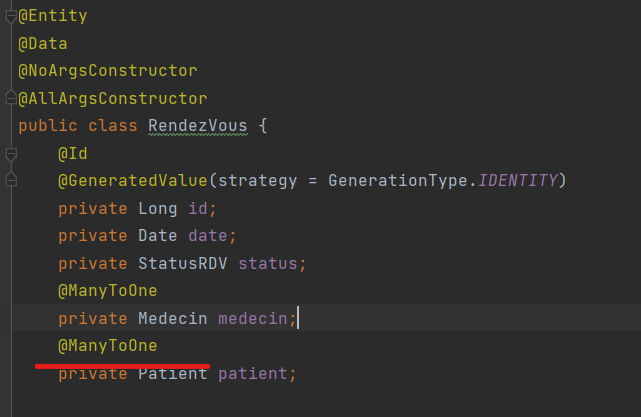 @Entity
@Data
@NoArgsConstructor
@AllArgsConstructor
public class RendezVous {
@Id
@GeneratedValue(strategy = GenerationType.IDENTITY)
private Long id;
private Date date;
private StatusRDV status;
@ManyToOne
private Medecin medecin;
@ManyToOne
private Patient patient;